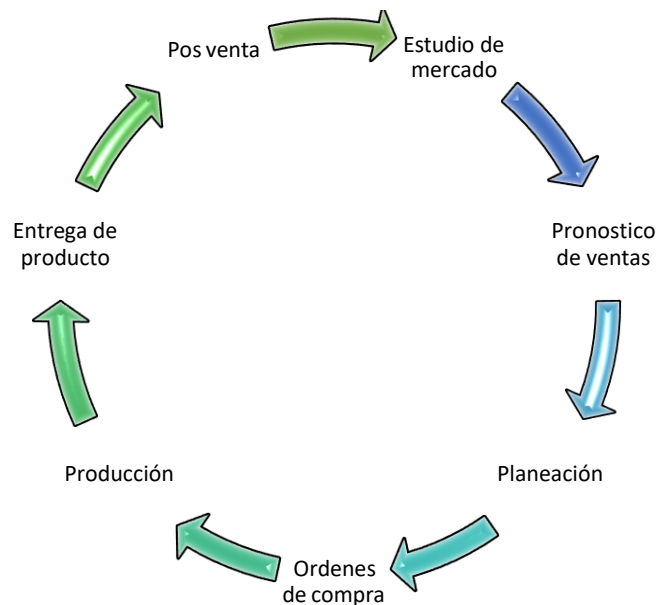 Pos venta
Estudio de
mercado
Pronostico
de ventas
Planeación
Ordenes
de compra
Producción
Entrega de
producto